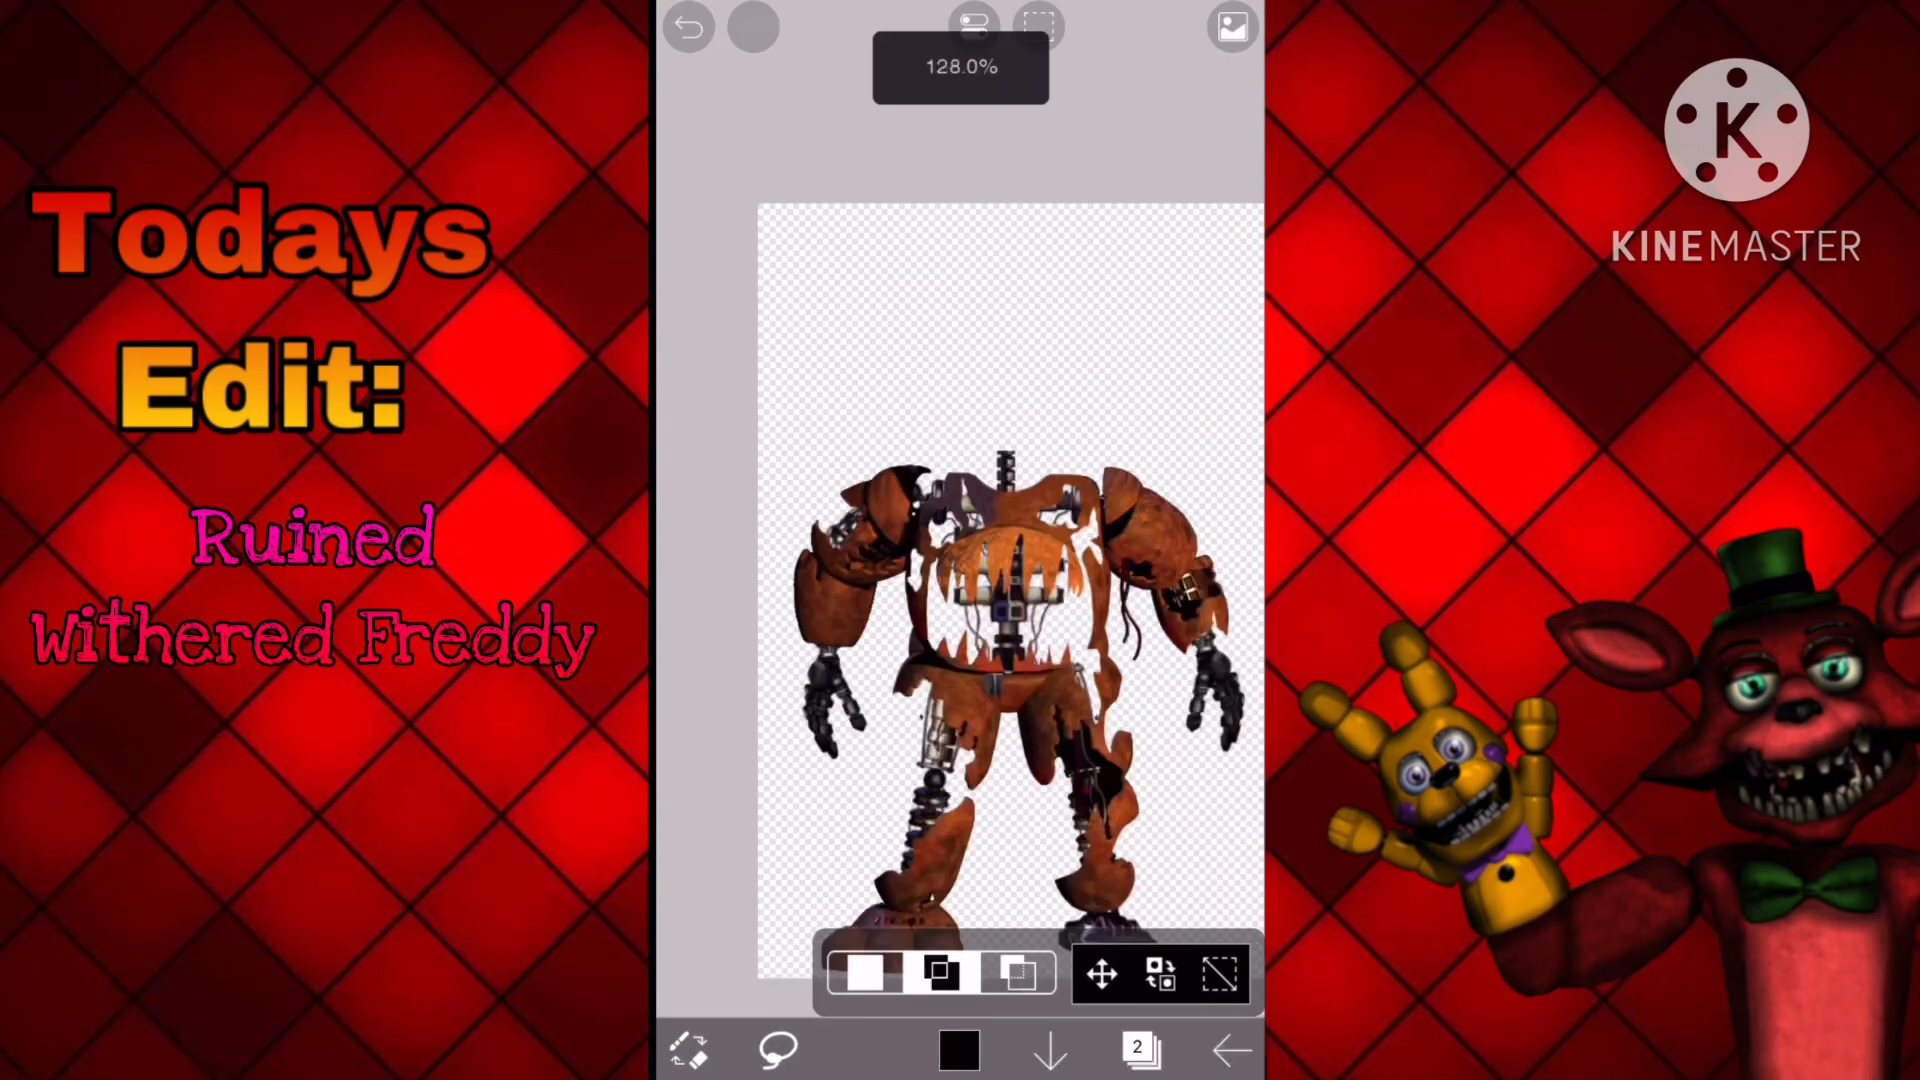 128.0%
Todays
Edit:
Ruined
Withered Freddy
K
KINEMASTER
2